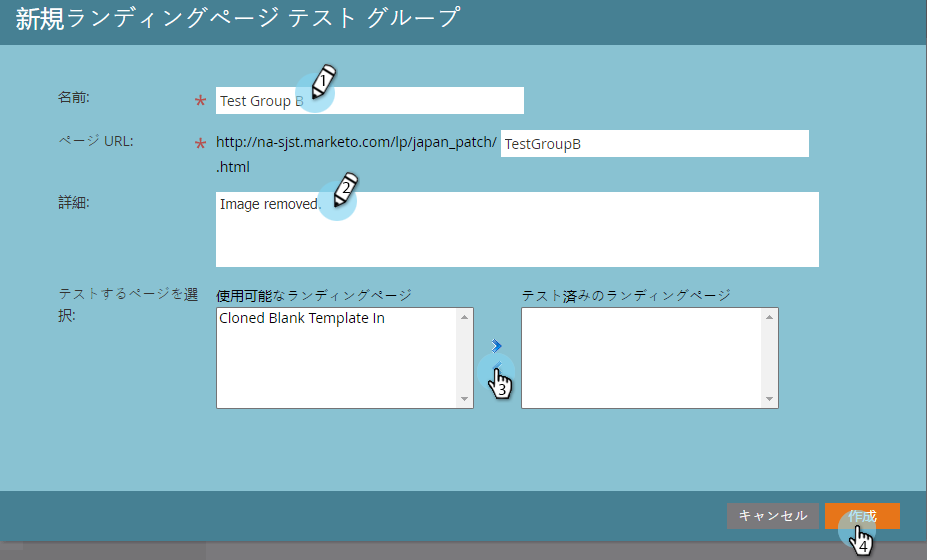 新規ランディングページ テスト グループ
名前:
* Test Group B
1
ページ URL:
* http://na-sjst.marketo.com/lp/japan_patch/ TestGroupB
.html
詳細:
Image removed.
2
テストするページを選
択:
使用可能なランディングページ
テスト済みのランディングページ
Cloned Blank Template In
3
キャンセル
作成
4